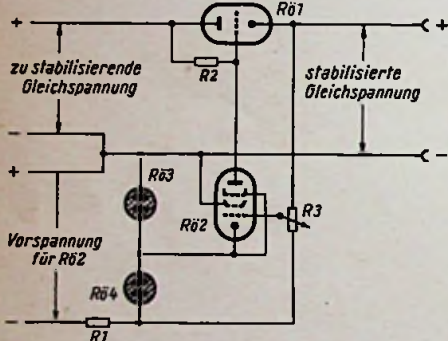 Rö1
+
+
R2
zu stabilisierende
Gleichspannung
stabilisierte
Gleichspannung
−
−
+
Rö3
Rö2
R3
Vorspannung
für Rö2
Rö4
−
R1